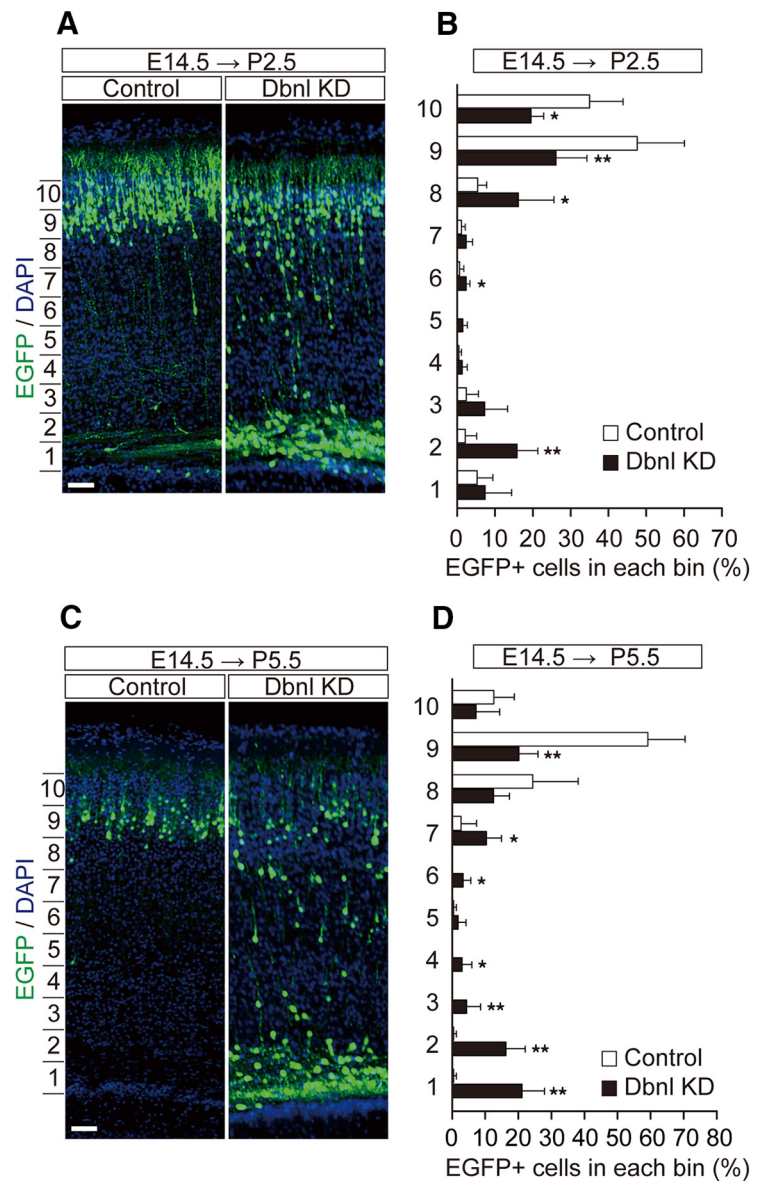 A
E14.5 → P2.5
Control Dbnl KD
EGFP / DAPI
10
9
8
7
6
5
4
3
2
1
B
E14.5 → P2.5
10
*
9
**
8
*
7
6
*
5
4
3
2
**
1
Control
Dbnl KD
0 10 20 30 40 50 60 70
EGFP+ cells in each bin (%)
C
E14.5 → P5.5
Control Dbnl KD
EGFP / DAPI
10
9
8
7
6
5
4
3
2
1
D
E14.5 → P5.5
10
9
**
8
7
*
6
*
5
4
*
3
**
2
**
1
**
Control
Dbnl KD
0 10 20 30 40 50 60 70 80
EGFP+ cells in each bin (%)